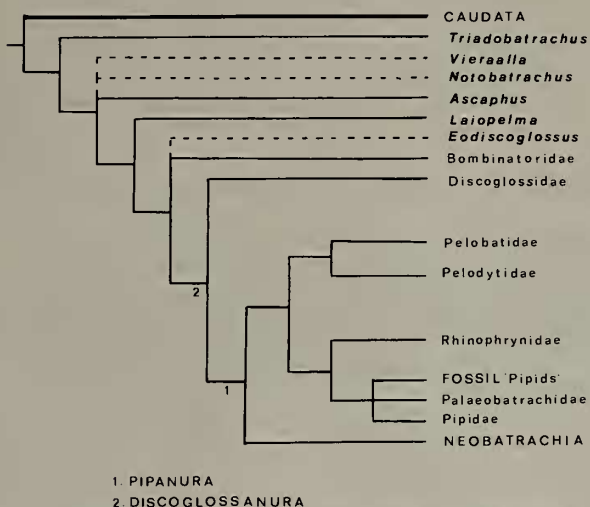 CAUDATA
Triadobatrachus
Vieraalla
Notobatrachus
Ascaphus
Laiopelma
Eodiscoglossus
Bombinatoridae
Discoglossidae
Pelobatidae
Pelodytidae
Rhinophrynidae
FOSSIL 'Pipids'
Palaeobatrachidae
Pipidae
NEOBATRACHIA
2
1
1. PIPANURA
2. DISCOGLOSSANURA